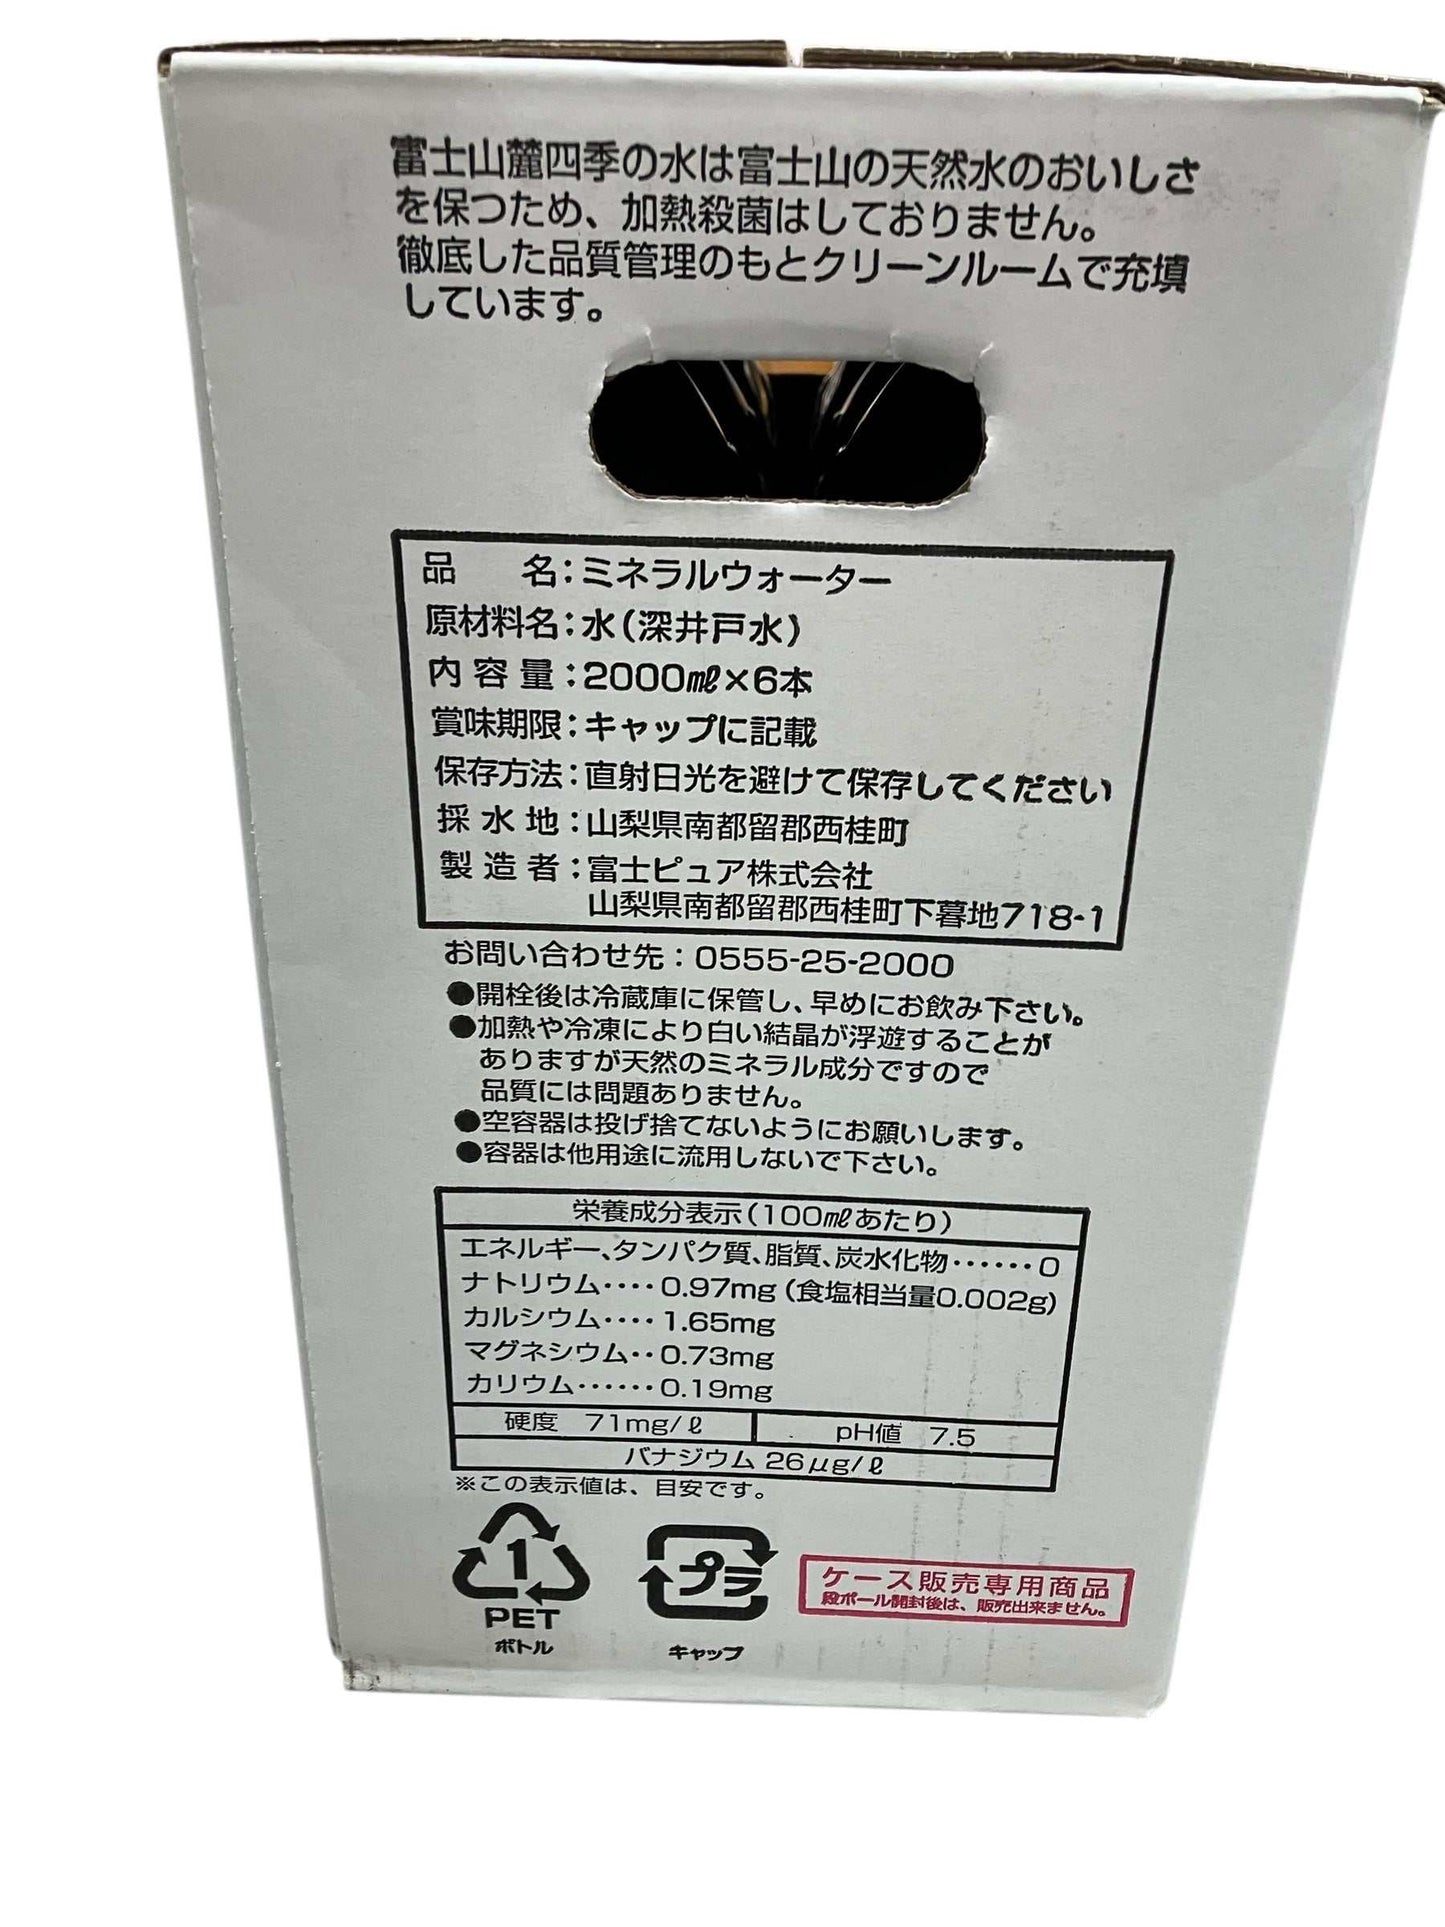 富士山麓四季の水は富士山の天然水のおいしさ
を保つため、加熱殺菌はしておりません。
徹底した品質管理のもとクリーンルームで充填
しています。
品　　名：ミネラルウォーター
原材料名：水（深井戸水）
内 容 量：2000㎖×6本
賞味期限：キャップに記載
保存方法：直射日光を避けて保存してください
採 水 地：山梨県南都留郡西桂町
製 造 者：富士ピュア株式会社
山梨県南都留郡西桂町下暮地718-1
お問い合わせ先：0555-25-2000
●開栓後は冷蔵庫に保管し、早めにお飲み下さい。
●加熱や冷凍により白い結晶が浮遊することが
ありますが天然のミネラル成分ですので
品質には問題ありません。
●空容器は投げ捨てないようにお願いします。
●容器は他用途に流用しないで下さい。
栄養成分表示（100㎖あたり）
エネルギー、タンパク質、脂質、炭水化物‥‥‥0
ナトリウム‥‥0.97mg（食塩相当量0.002g）
カルシウム‥‥1.65mg
マグネシウム‥0.73mg
カリウム‥‥‥0.19mg
硬度　71mg/ℓ　pH値　7.5
バナジウム 26μg/ℓ
※この表示値は、目安です。
1
PET
ボトル
プラ
キャップ
ケース販売専用商品
段ボール開封後は、販売出来ません。